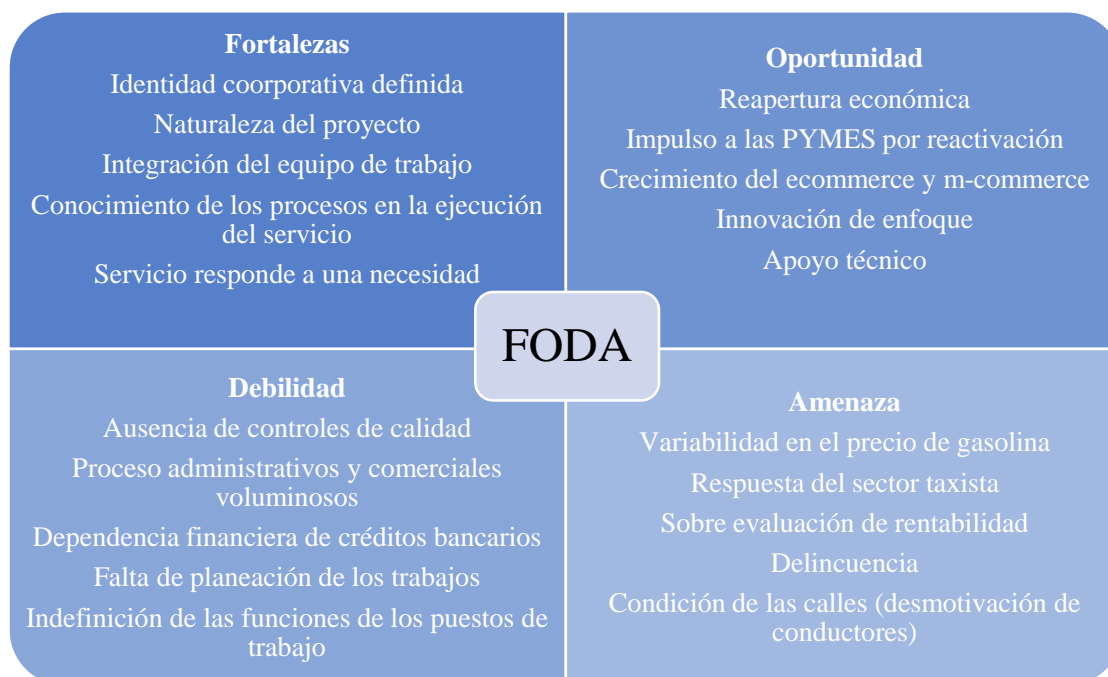 Fortalezas
Identidad coorporativa definida
Naturaleza del proyecto
Integración del equipo de trabajo
Conocimiento de los procesos en la ejecución
del servicio
Servicio responde a una necesidad
Oportunidad
Reapertura económica
Impulso a las PYMES por reactivación
Crecimiento del ecommerce y m-commerce
Innovación de enfoque
Apoyo técnico
FODA
Debilidad
Ausencia de controles de calidad
Proceso administrativos y comerciales
voluminosos
Dependencia financiera de créditos bancarios
Falta de planeación de los trabajos
Indefinición de las funciones de los puestos de
trabajo
Amenaza
Variabilidad en el precio de gasolina
Respuesta del sector taxista
Sobre evaluación de rentabilidad
Delincuencia
Condición de las calles (desmotivación de
conductores)